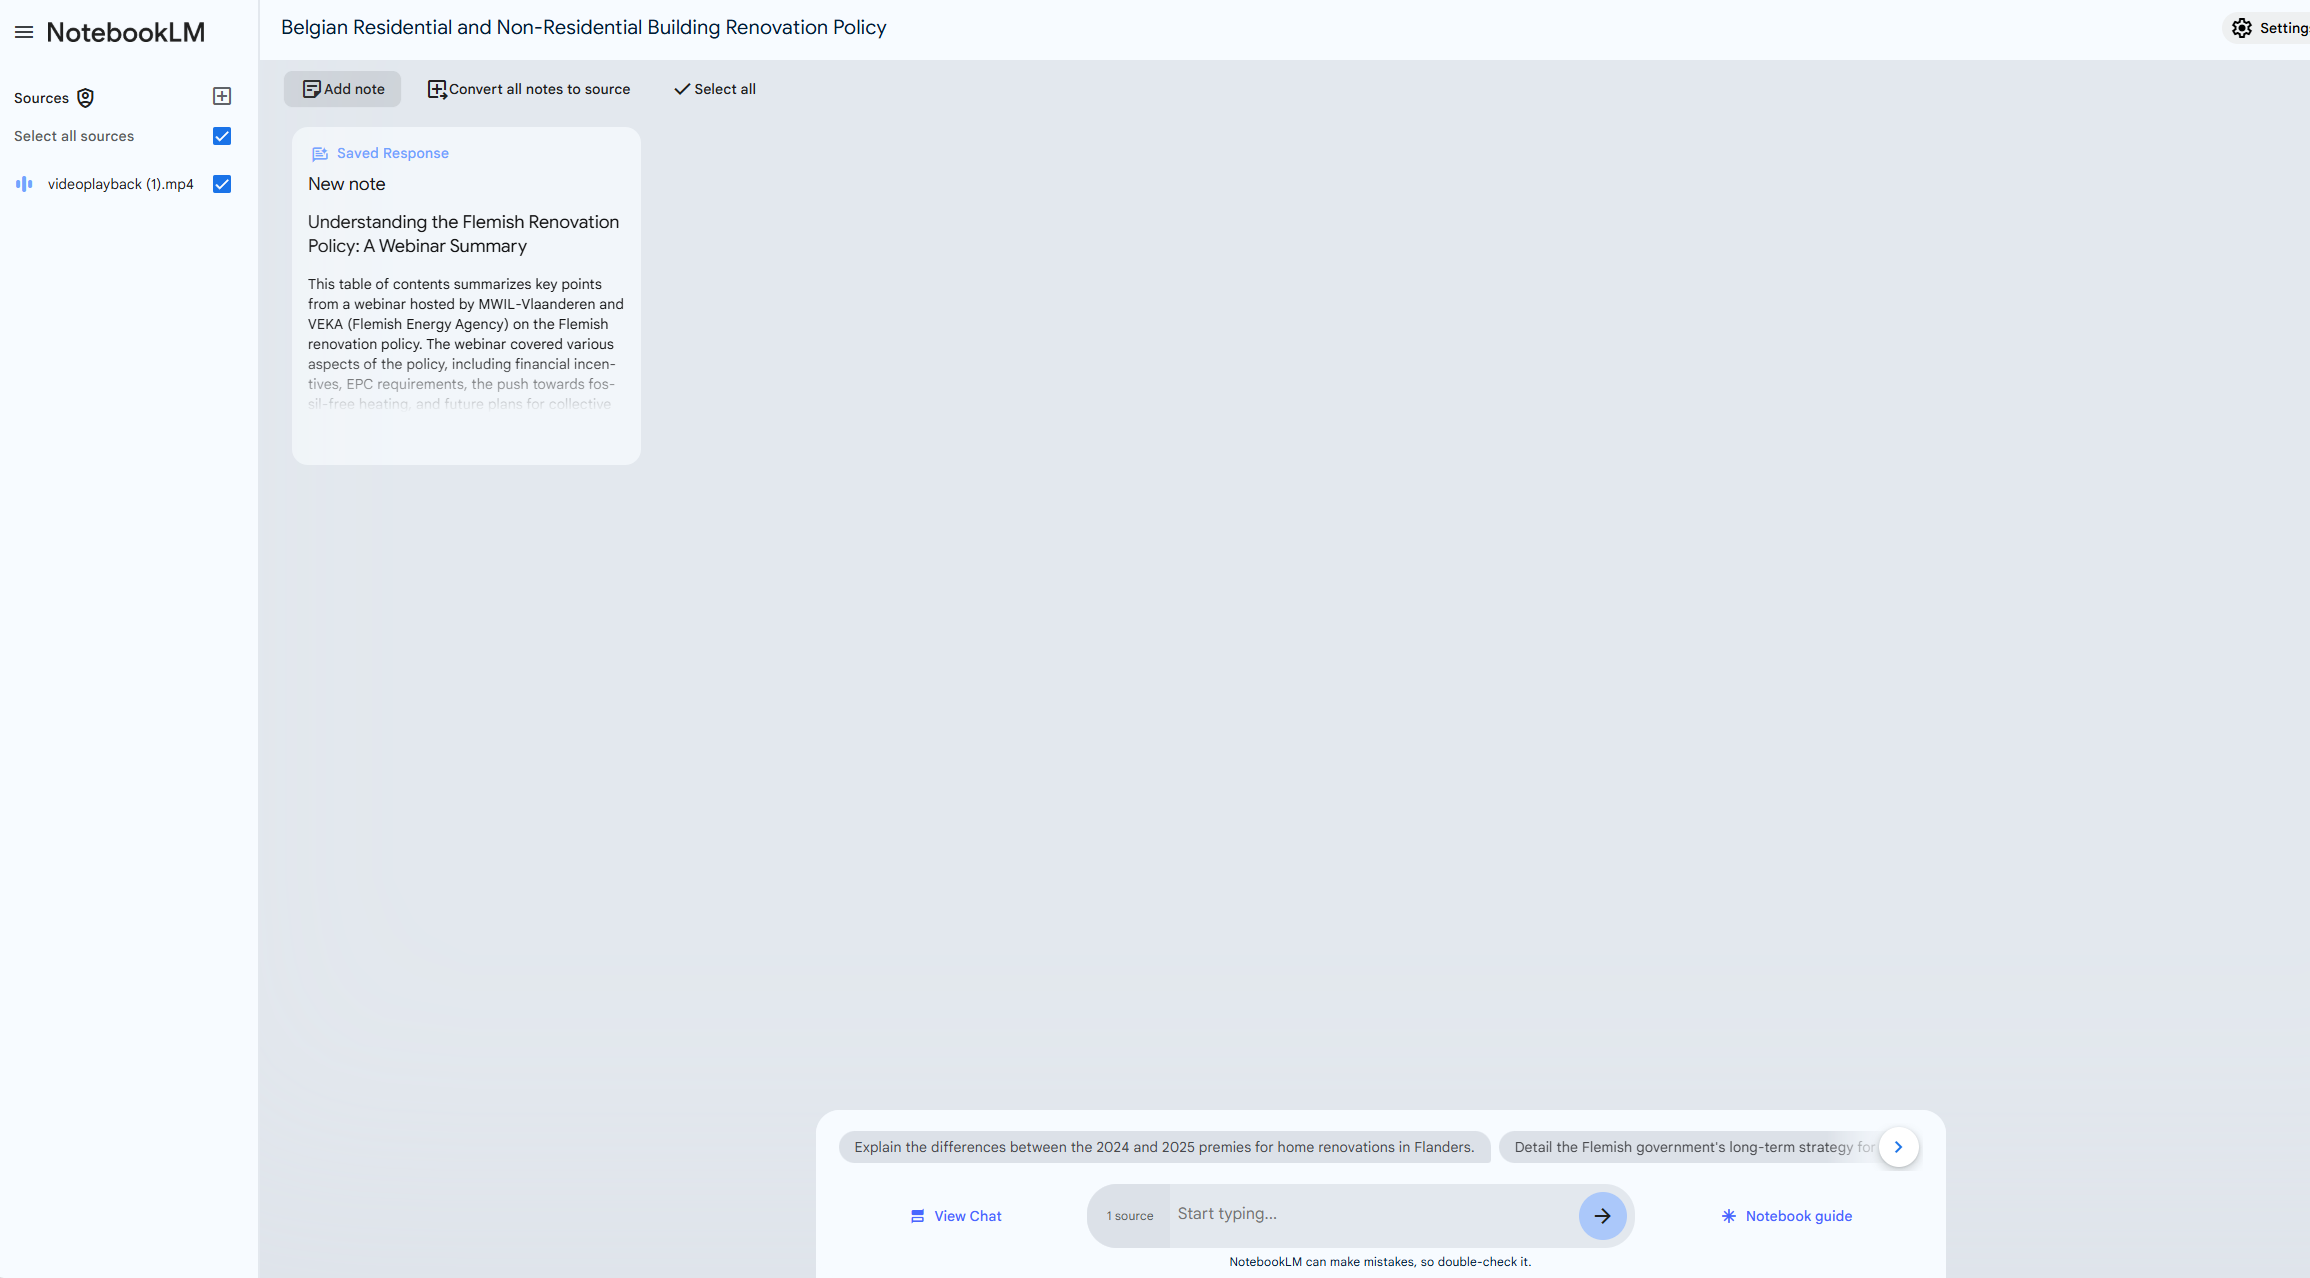 NotebookLM
Belgian Residential and Non-Residential Building Renovation Policy
Setting
Sources
Select all sources
videoplayback (1).mp4
Add note
Convert all notes to source
Select all
Saved Response
New note
Understanding the Flemish Renovation
Policy: A Webinar Summary
This table of contents summarizes key points
from a webinar hosted by MWIL-Vlaanderen and
VEKA (Flemish Energy Agency) on the Flemish
renovation policy. The webinar covered various
aspects of the policy, including financial incen-
tives, EPC requirements, the push towards fos-
sil-free heating, and future plans for collective
Explain the differences between the 2024 and 2025 premies for home renovations in Flanders.
Detail the Flemish government's long-term strategy for
View Chat
1 source
Start typing...
Notebook guide
NotebookLM can make mistakes, so double-check it.